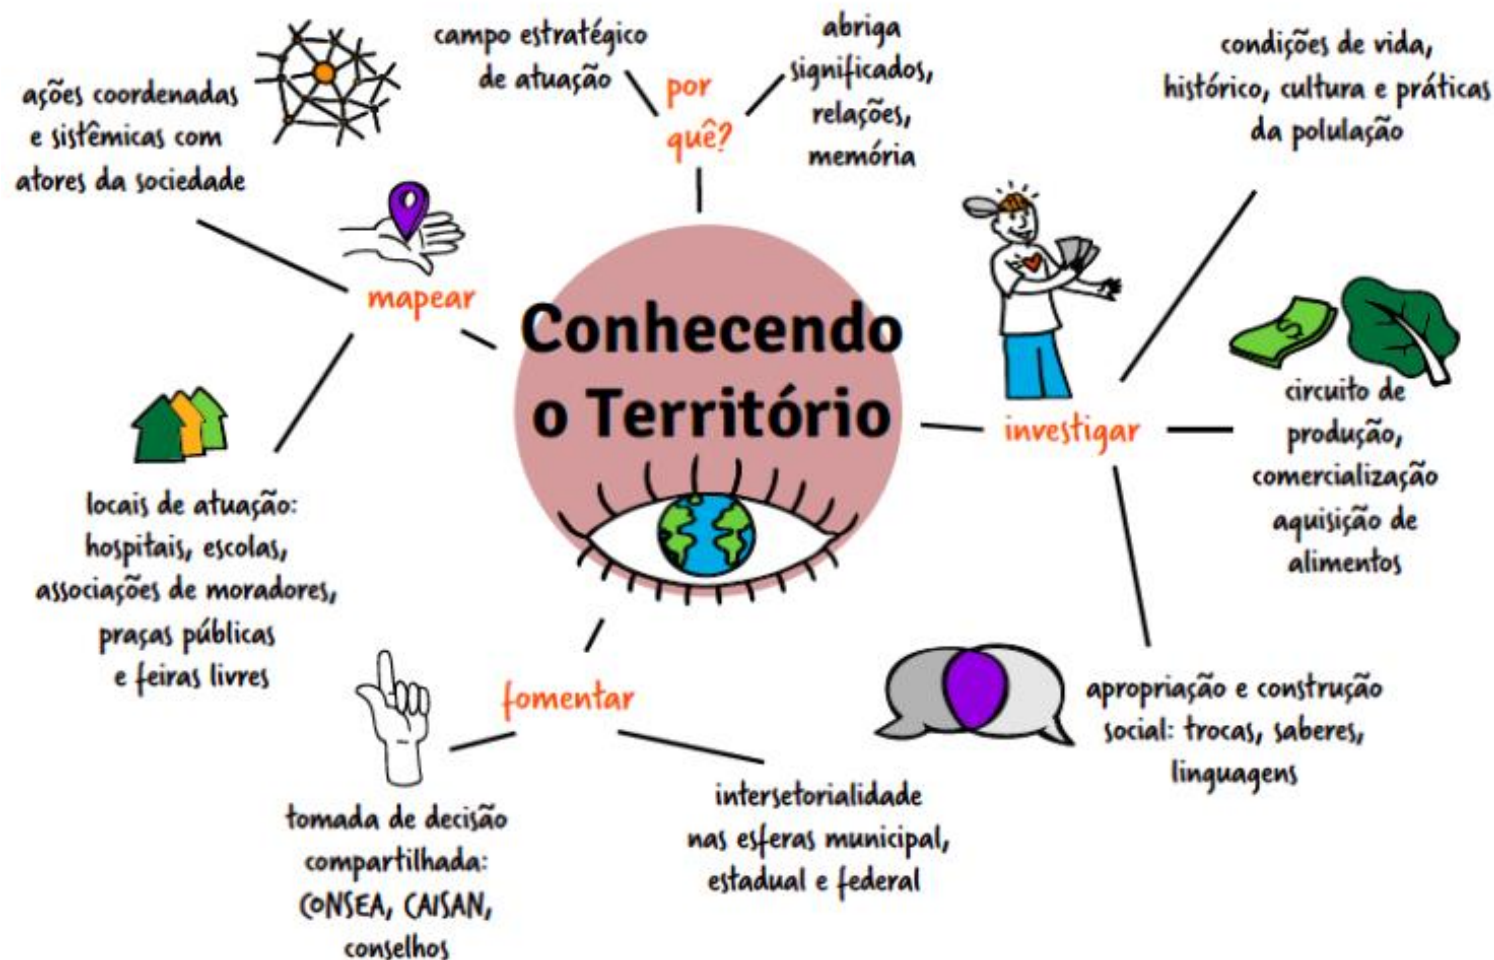 Conhecendo
o Território
por
quê?
campo estratégico
de atuação
abriga
significados,
relações,
memória
investigar
condições de vida,
histórico, cultura e práticas
da polulação
circuito de
produção,
comercialização
aquisição de
alimentos
apropriação e construção
social: trocas, saberes,
linguagens
fomentar
intersetorialidade
nas esferas municipal,
estadual e federal
tomada de decisão
compartilhada:
CONSEA, CAISAN,
conselhos
mapear
locais de atuação:
hospitais, escolas,
associações de moradores,
praças públicas
e feiras livres
ações coordenadas
e sistêmicas com
atores da sociedade